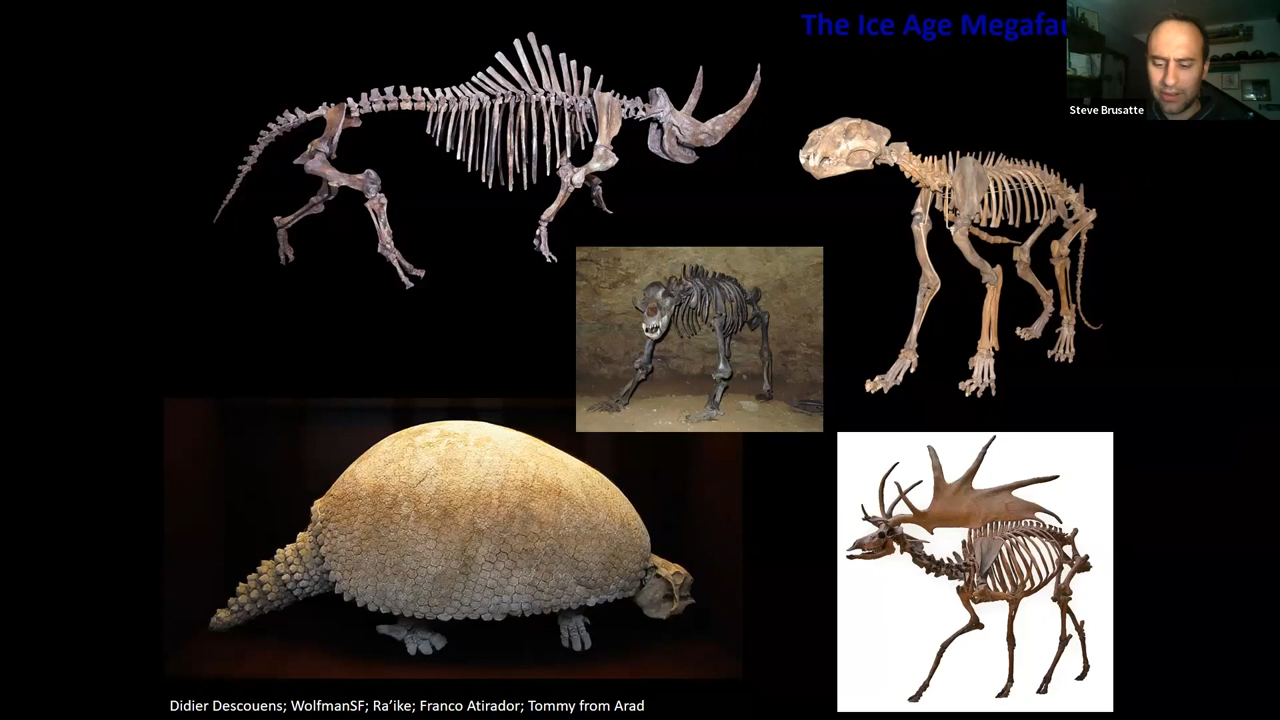 The Ice Age Megafau
Steve Brusatte
Didier Descouens; WolfmanSF; Ra’ike; Franco Atirador; Tommy from Arad